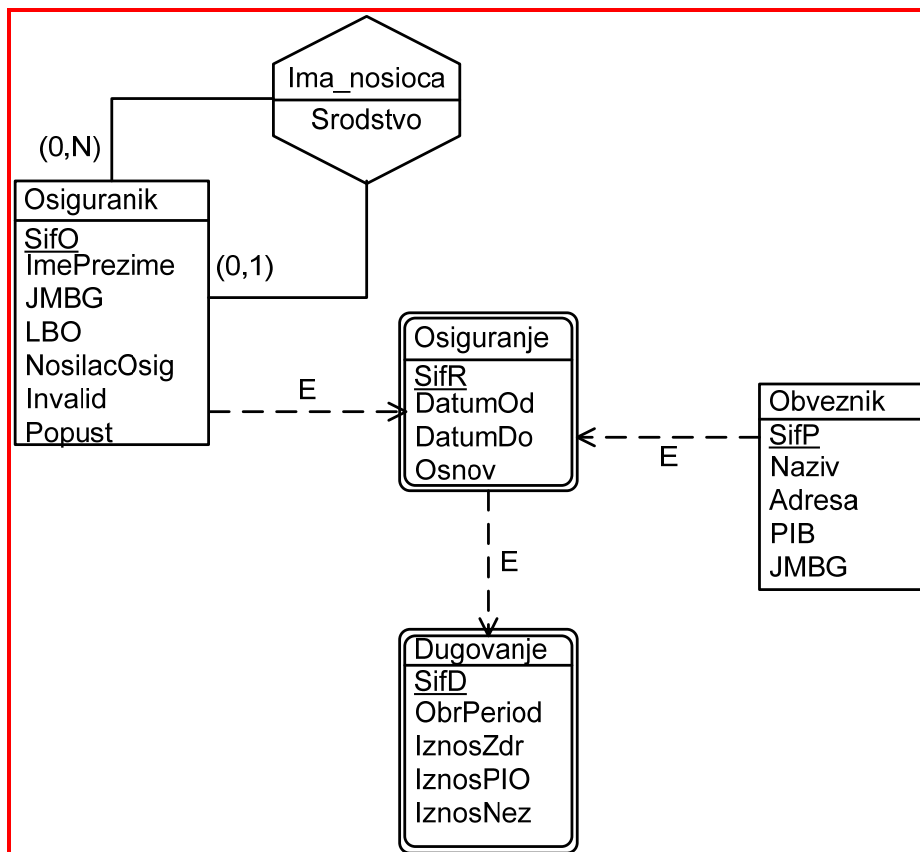 Ima_nosioca
Srodstvo
(0,N)
Osiguranik
SifO
ImePrezime
JMBG
LBO
NosilacOsig
Invalid
Popust
(0,1)
E
Osiguranje
SifR
DatumOd
DatumDo
Osnov
E
Obveznik
SifP
Naziv
Adresa
PIB
JMBG
E
Dugovanje
SifD
ObrPeriod
IznosZdr
IznosPIO
IznosNez